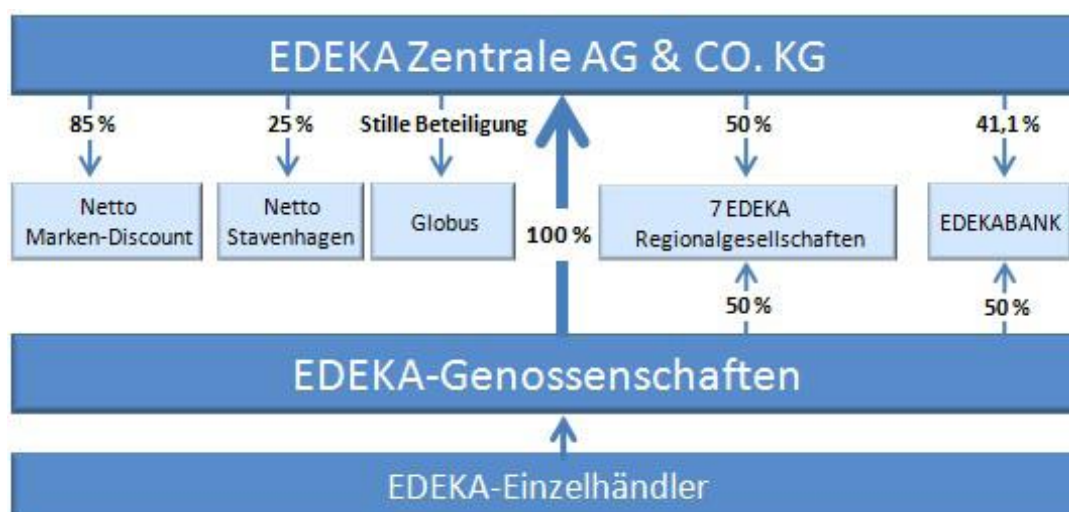 EDEKA Zentrale AG & CO. KG
85 %
25 %
Stille Beteiligung
50 %
41,1 %
Netto
Marken-Discount
Netto
Stavenhagen
Globus
100 %
7 EDEKA
Regionalgesellschaften
EDEKABANK
50 %
50 %
EDEKA-Genossenschaften
EDEKA-Einzelhändler